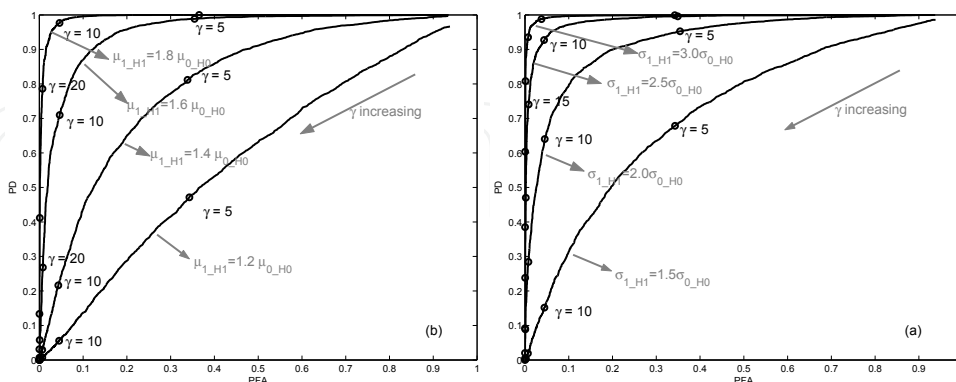 1
0.9
0.8
0.7
0.6
0.5
0.4
0.3
0.2
0.1
0
PD
γ = 10
γ = 5
μ1_H1=1.8 μ0_H0
γ = 20
μ1_H1=1.6 μ0_H0
γ = 5
γ increasing
γ = 10
μ1_H1=1.4 μ0_H0
γ = 5
γ = 20
μ1_H1=1.2 μ0_H0
γ = 10
γ = 10
(b)
0 0.1 0.2 0.3 0.4 0.5 0.6 0.7 0.8 0.9 1
PFA
1
0.9
0.8
0.7
0.6
0.5
0.4
0.3
0.2
0.1
0
PD
γ = 10
γ = 5
σ1_H1=3.0σ0_H0
σ1_H1=2.5σ0_H0
γ = 15
γ increasing
γ = 10
γ = 5
σ1_H1=2.0σ0_H0
σ1_H1=1.5σ0_H0
γ = 10
(a)
0 0.1 0.2 0.3 0.4 0.5 0.6 0.7 0.8 0.9
PFA